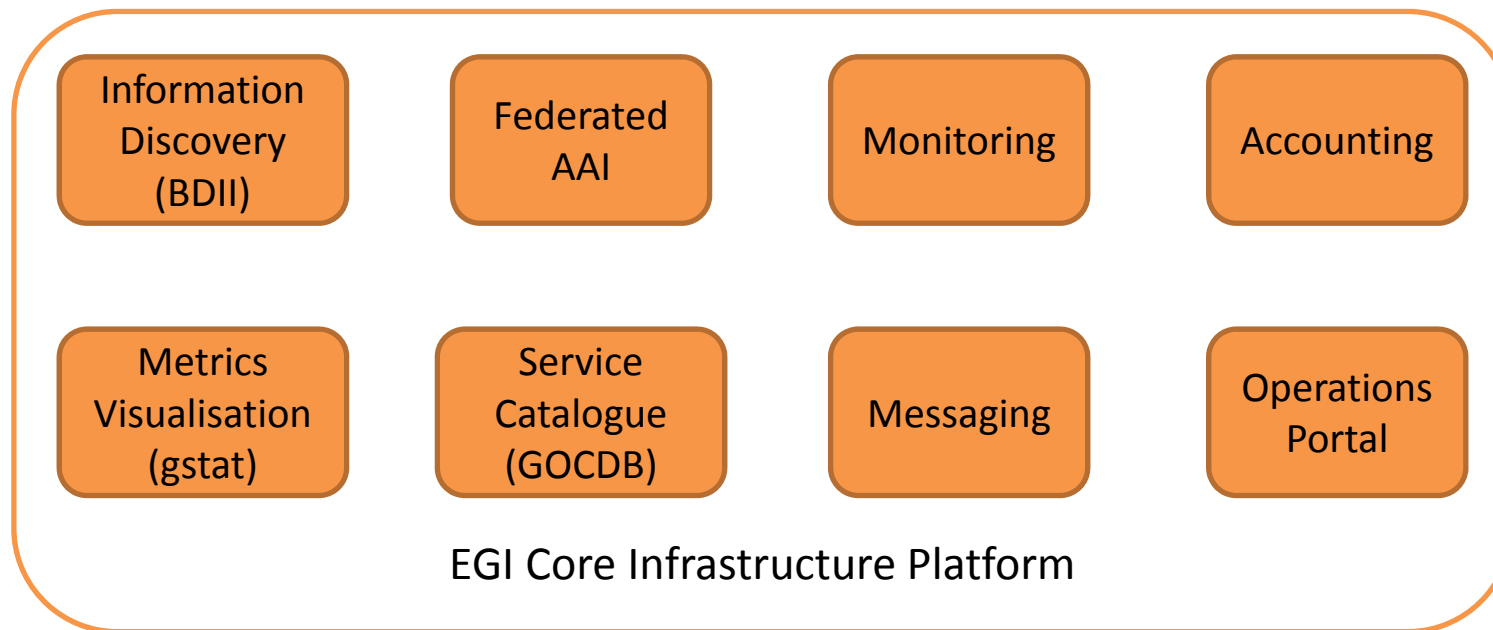 Information
Discovery
(BDII)
Federated
AAI
Monitoring
Accounting
Metrics
Visualisation
(gstat)
Service
Catalogue
(GOCDB)
Messaging
Operations
Portal
EGI Core Infrastructure Platform